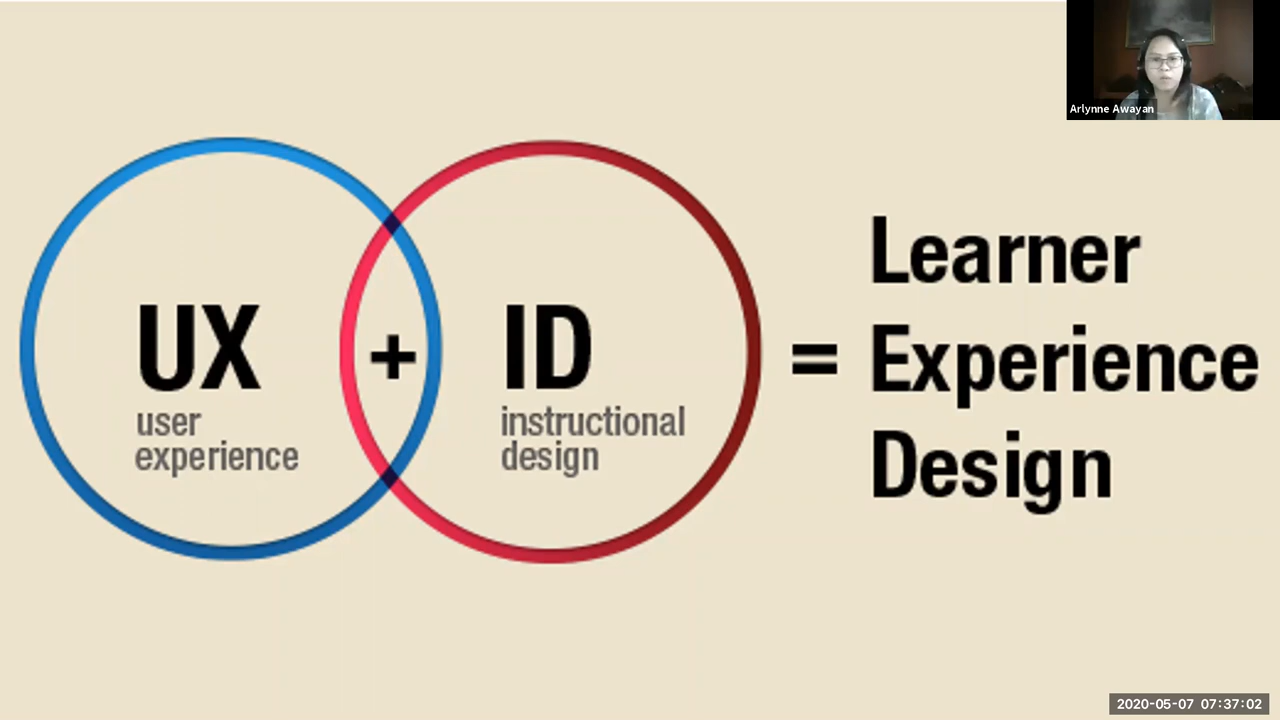 Arlynne Awayan
UX
user
experience
+
ID
instructional
design
=
Learner
Experience
Design
2020-05-07 07:37:02